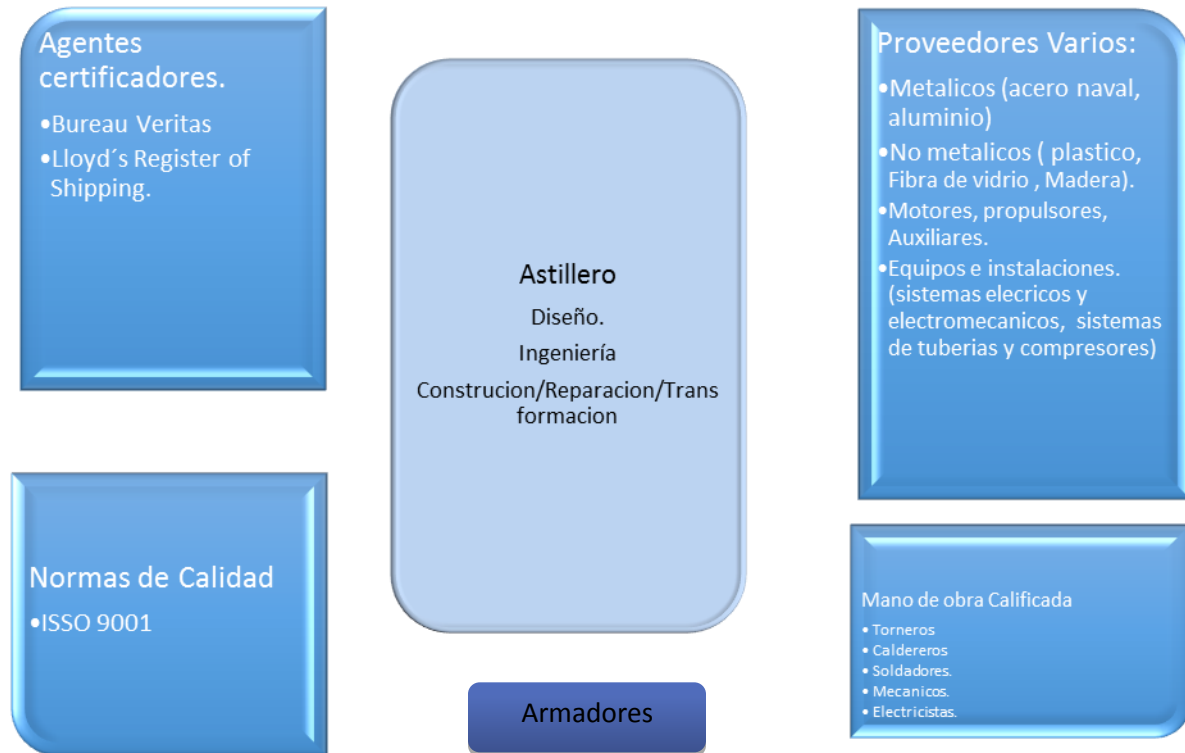 Agentes
certificadores.
•Bureau Veritas
•Lloyd´s Register of
Shipping.
Normas de Calidad
•ISSO 9001
Astillero
Diseño.
Ingeniería
Construcion/Reparacion/Trans
formacion
Armadores
Proveedores Varios:
•Metalicos (acero naval,
aluminio)
•No metalicos ( plastico,
Fibra de vidrio , Madera).
•Motores, propulsores,
Auxiliares.
•Equipos e instalaciones.
(sistemas elecricos y
electromecanicos, sistemas
de tuberias y compresores)
Mano de obra Calificada
• Torneros
• Caldereros
• Soldadores.
• Mecanicos.
• Electricistas.